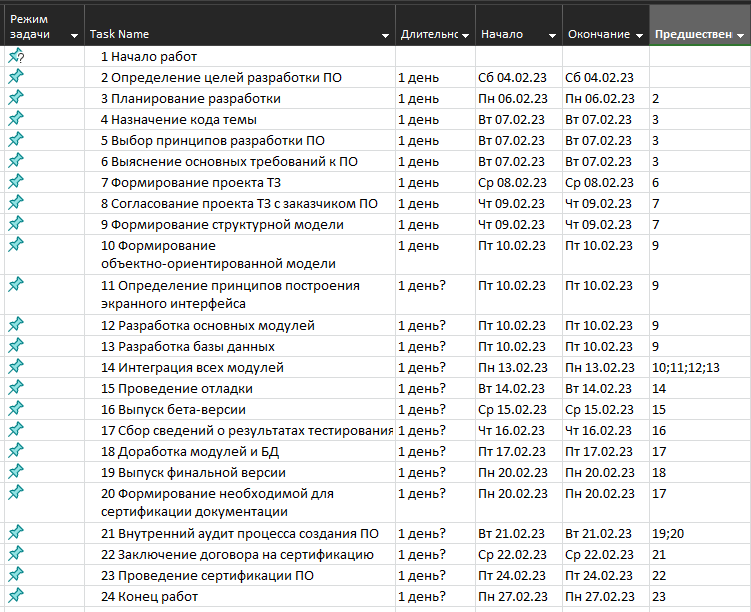 Режим
задачи Task Name Длительнс Начало Окончание Предшествен
1 Начало работ
2 Определение целей разработки ПО 1 день Сб 04.02.23 Сб 04.02.23
3 Планирование разработки 1 день Пн 06.02.23 Пн 06.02.23 2
4 Назначение кода темы 1 день Вт 07.02.23 Вт 07.02.23 3
5 Выбор принципов разработки ПО 1 день Вт 07.02.23 Вт 07.02.23 3
6 Выяснение основных требований к ПО 1 день Вт 07.02.23 Вт 07.02.23 3
7 Формирование проекта ТЗ 1 день Ср 08.02.23 Ср 08.02.23 6
8 Согласование проекта ТЗ с заказчиком ПО 1 день Чт 09.02.23 Чт 09.02.23 7
9 Формирование структурной модели 1 день Чт 09.02.23 Чт 09.02.23 7
10 Формирование 1 день Пт 10.02.23 Пт 10.02.23 9
объектно-ориентированной модели
11 Определение принципов построения 1 день? Пт 10.02.23 Пт 10.02.23 9
экранного интерфейса
12 Разработка основных модулей 1 день? Пт 10.02.23 Пт 10.02.23 9
13 Разработка базы данных 1 день? Пт 10.02.23 Пт 10.02.23 9
14 Интеграция всех модулей 1 день? Пн 13.02.23 Пн 13.02.23 10;11;12;13
15 Проведение отладки 1 день? Вт 14.02.23 Вт 14.02.23 14
16 Выпуск бета-версии 1 день? Ср 15.02.23 Ср 15.02.23 15
17 Сбор сведений о результатах тестирования 1 день? Чт 16.02.23 Чт 16.02.23 16
18 Доработка модулей и БД 1 день? Пт 17.02.23 Пт 17.02.23 17
19 Выпуск финальной версии 1 день? Пн 20.02.23 Пн 20.02.23 18
20 Формирование необходимой для 1 день? Пн 20.02.23 Пн 20.02.23 17
сертификации документации
21 Внутренний аудит процесса создания ПО 1 день? Вт 21.02.23 Вт 21.02.23 19;20
22 Заключение договора на сертификацию 1 день? Ср 22.02.23 Ср 22.02.23 21
23 Проведение сертификации ПО 1 день? Пт 24.02.23 Пт 24.02.23 22
24 Конец работ 1 день? Пн 27.02.23 Пн 27.02.23 23